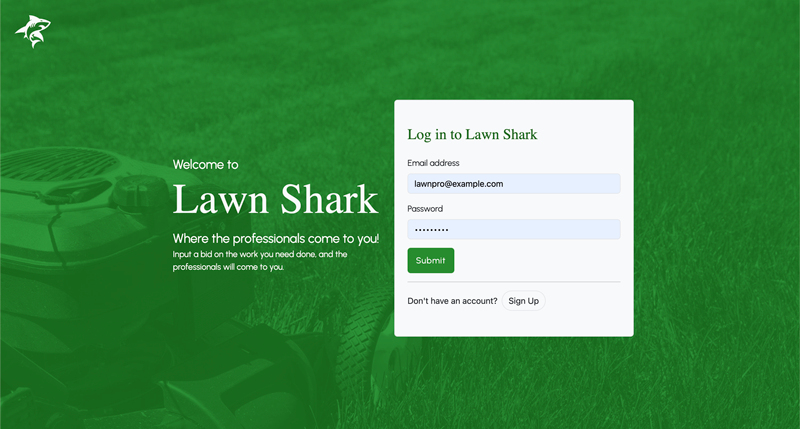 Welcome to
Lawn Shark
Where the professionals come to you!
Input a bid on the work you need done, and the
professionals will come to you.
Log in to Lawn Shark
Email address
lawnpro@example.com
Password
•••••••••
Submit
Don't have an account? Sign Up